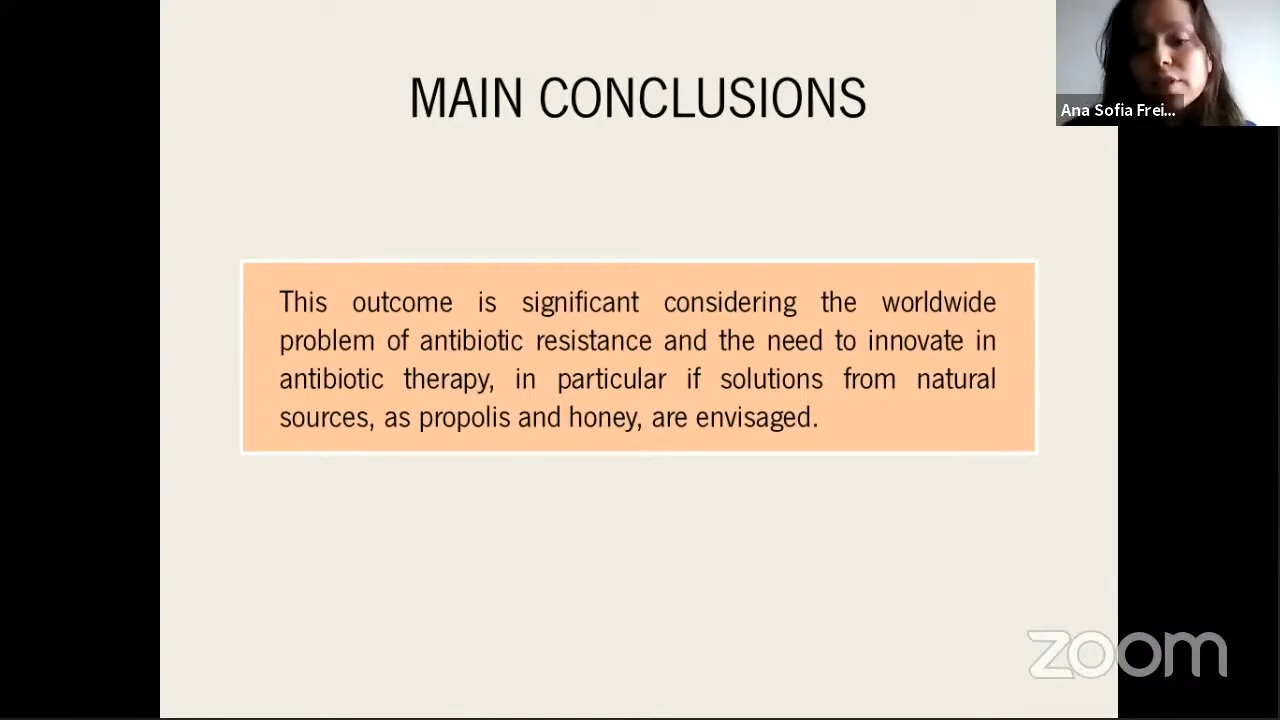 MAIN CONCLUSIONS
Ana Sofia Frei...
This outcome is significant considering the worldwide
problem of antibiotic resistance and the need to innovate in
antibiotic therapy, in particular if solutions from natural
sources, as propolis and honey, are envisaged.
zoom